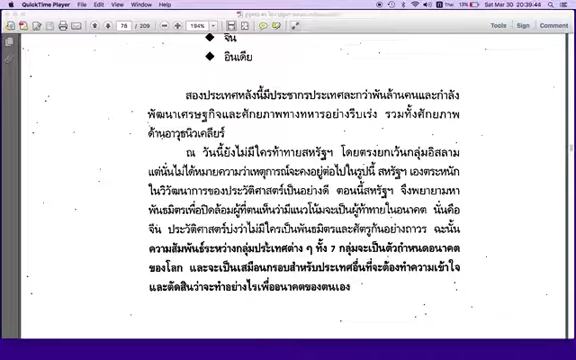 QuickTime Player File Edit View Window Help
13% Sat Mar 30 20:39:44
76 / 209 194% Tools Sign Comment
◆ จีน
◆ อินเดีย
สองประเทศหลังนี้มีประชากรประเทศละกว่าพันล้านคนและกำลัง
พัฒนาเศรษฐกิจและศักยภาพทางทหารอย่างรีบเร่ง รวมทั้งศักยภาพ
ด้านอาวุธนิวเคลียร์
ณ วันนี้ยังไม่มีใครท้าทายสหรัฐฯ โดยตรงยกเว้นกลุ่มอิสลาม
แต่นั่นไม่ได้หมายความว่าเหตุการณ์จะคงอยู่ต่อไปในรูปนี้ สหรัฐฯ เองตระหนัก
ในวิวัฒนาการของประวัติศาสตร์เป็นอย่างดี ตอนนี้สหรัฐฯ จึงพยายามหา
พันธมิตรเพื่อปิดล้อมผู้ที่ตนเห็นว่ามีแนวโน้มจะเป็นผู้ท้าทายในอนาคต นั่นคือ
จีน ประวัติศาสตร์บ่งว่าไม่มีใครเป็นพันธมิตรและศัตรูกันอย่างถาวร ฉะนั้น
ความสัมพันธ์ระหว่างกลุ่มประเทศต่าง ๆ ทั้ง 7 กลุ่มจะเป็นตัวกำหนดอนาคต
ของโลก และจะเป็นเสมือนกรอบสำหรับประเทศอื่นที่จะต้องทำความเข้าใจ
และตัดสินว่าจะทำอย่างไรเพื่ออนาคตของตนเอง